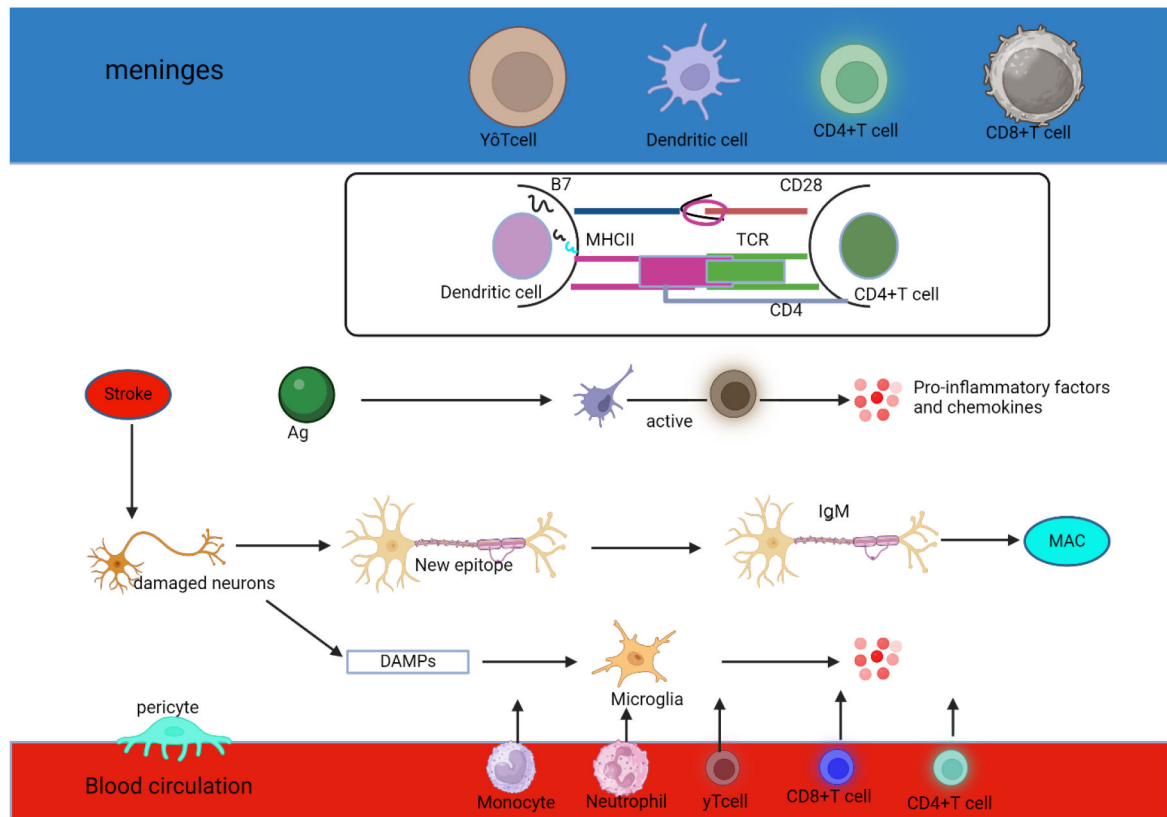 meninges
YôTcell
Dendritic cell
CD4+T cell
CD8+T cell
B7
CD28
MHCII
TCR
Dendritic cell
CD4+T cell
CD4
Stroke
Ag
active
Pro-inflammatory factors
and chemokines
damaged neurons
New epitope
IgM
MAC
DAMPs
Microglia
pericyte
Blood circulation
Monocyte
Neutrophil
yTcell
CD8+T cell
CD4+T cell